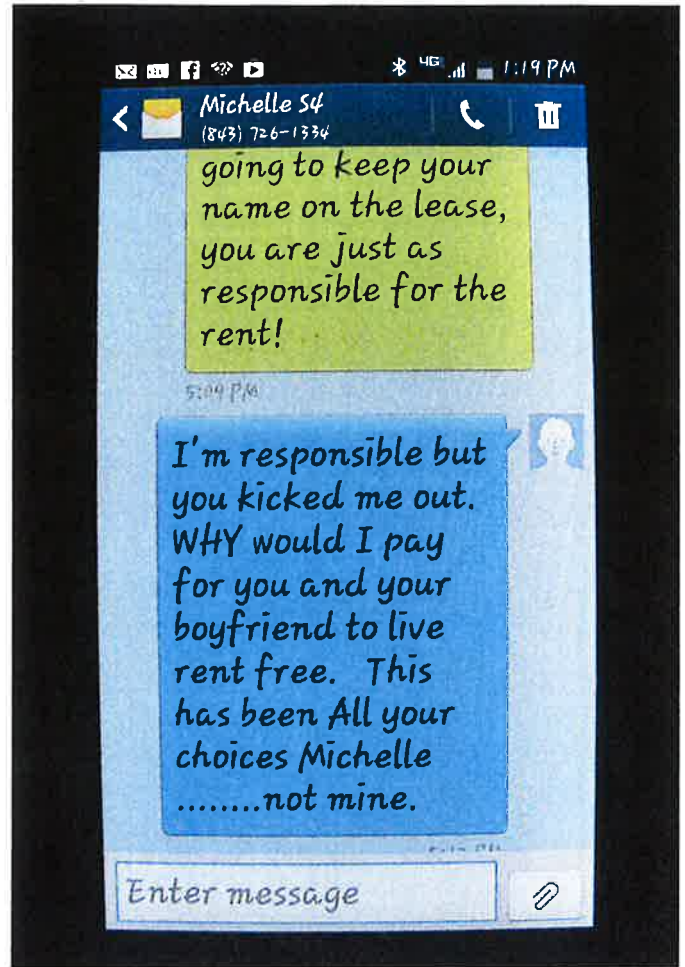 4G 1:19 PM
Michelle S4
(843) 726-1334
going to keep your
name on the lease,
you are just as
responsible for the
rent!
5:09 PM
I'm responsible but
you kicked me out.
WHY would I pay
for you and your
boyfriend to live
rent free. This
has been All your
choices Michelle
........not mine.
Enter message